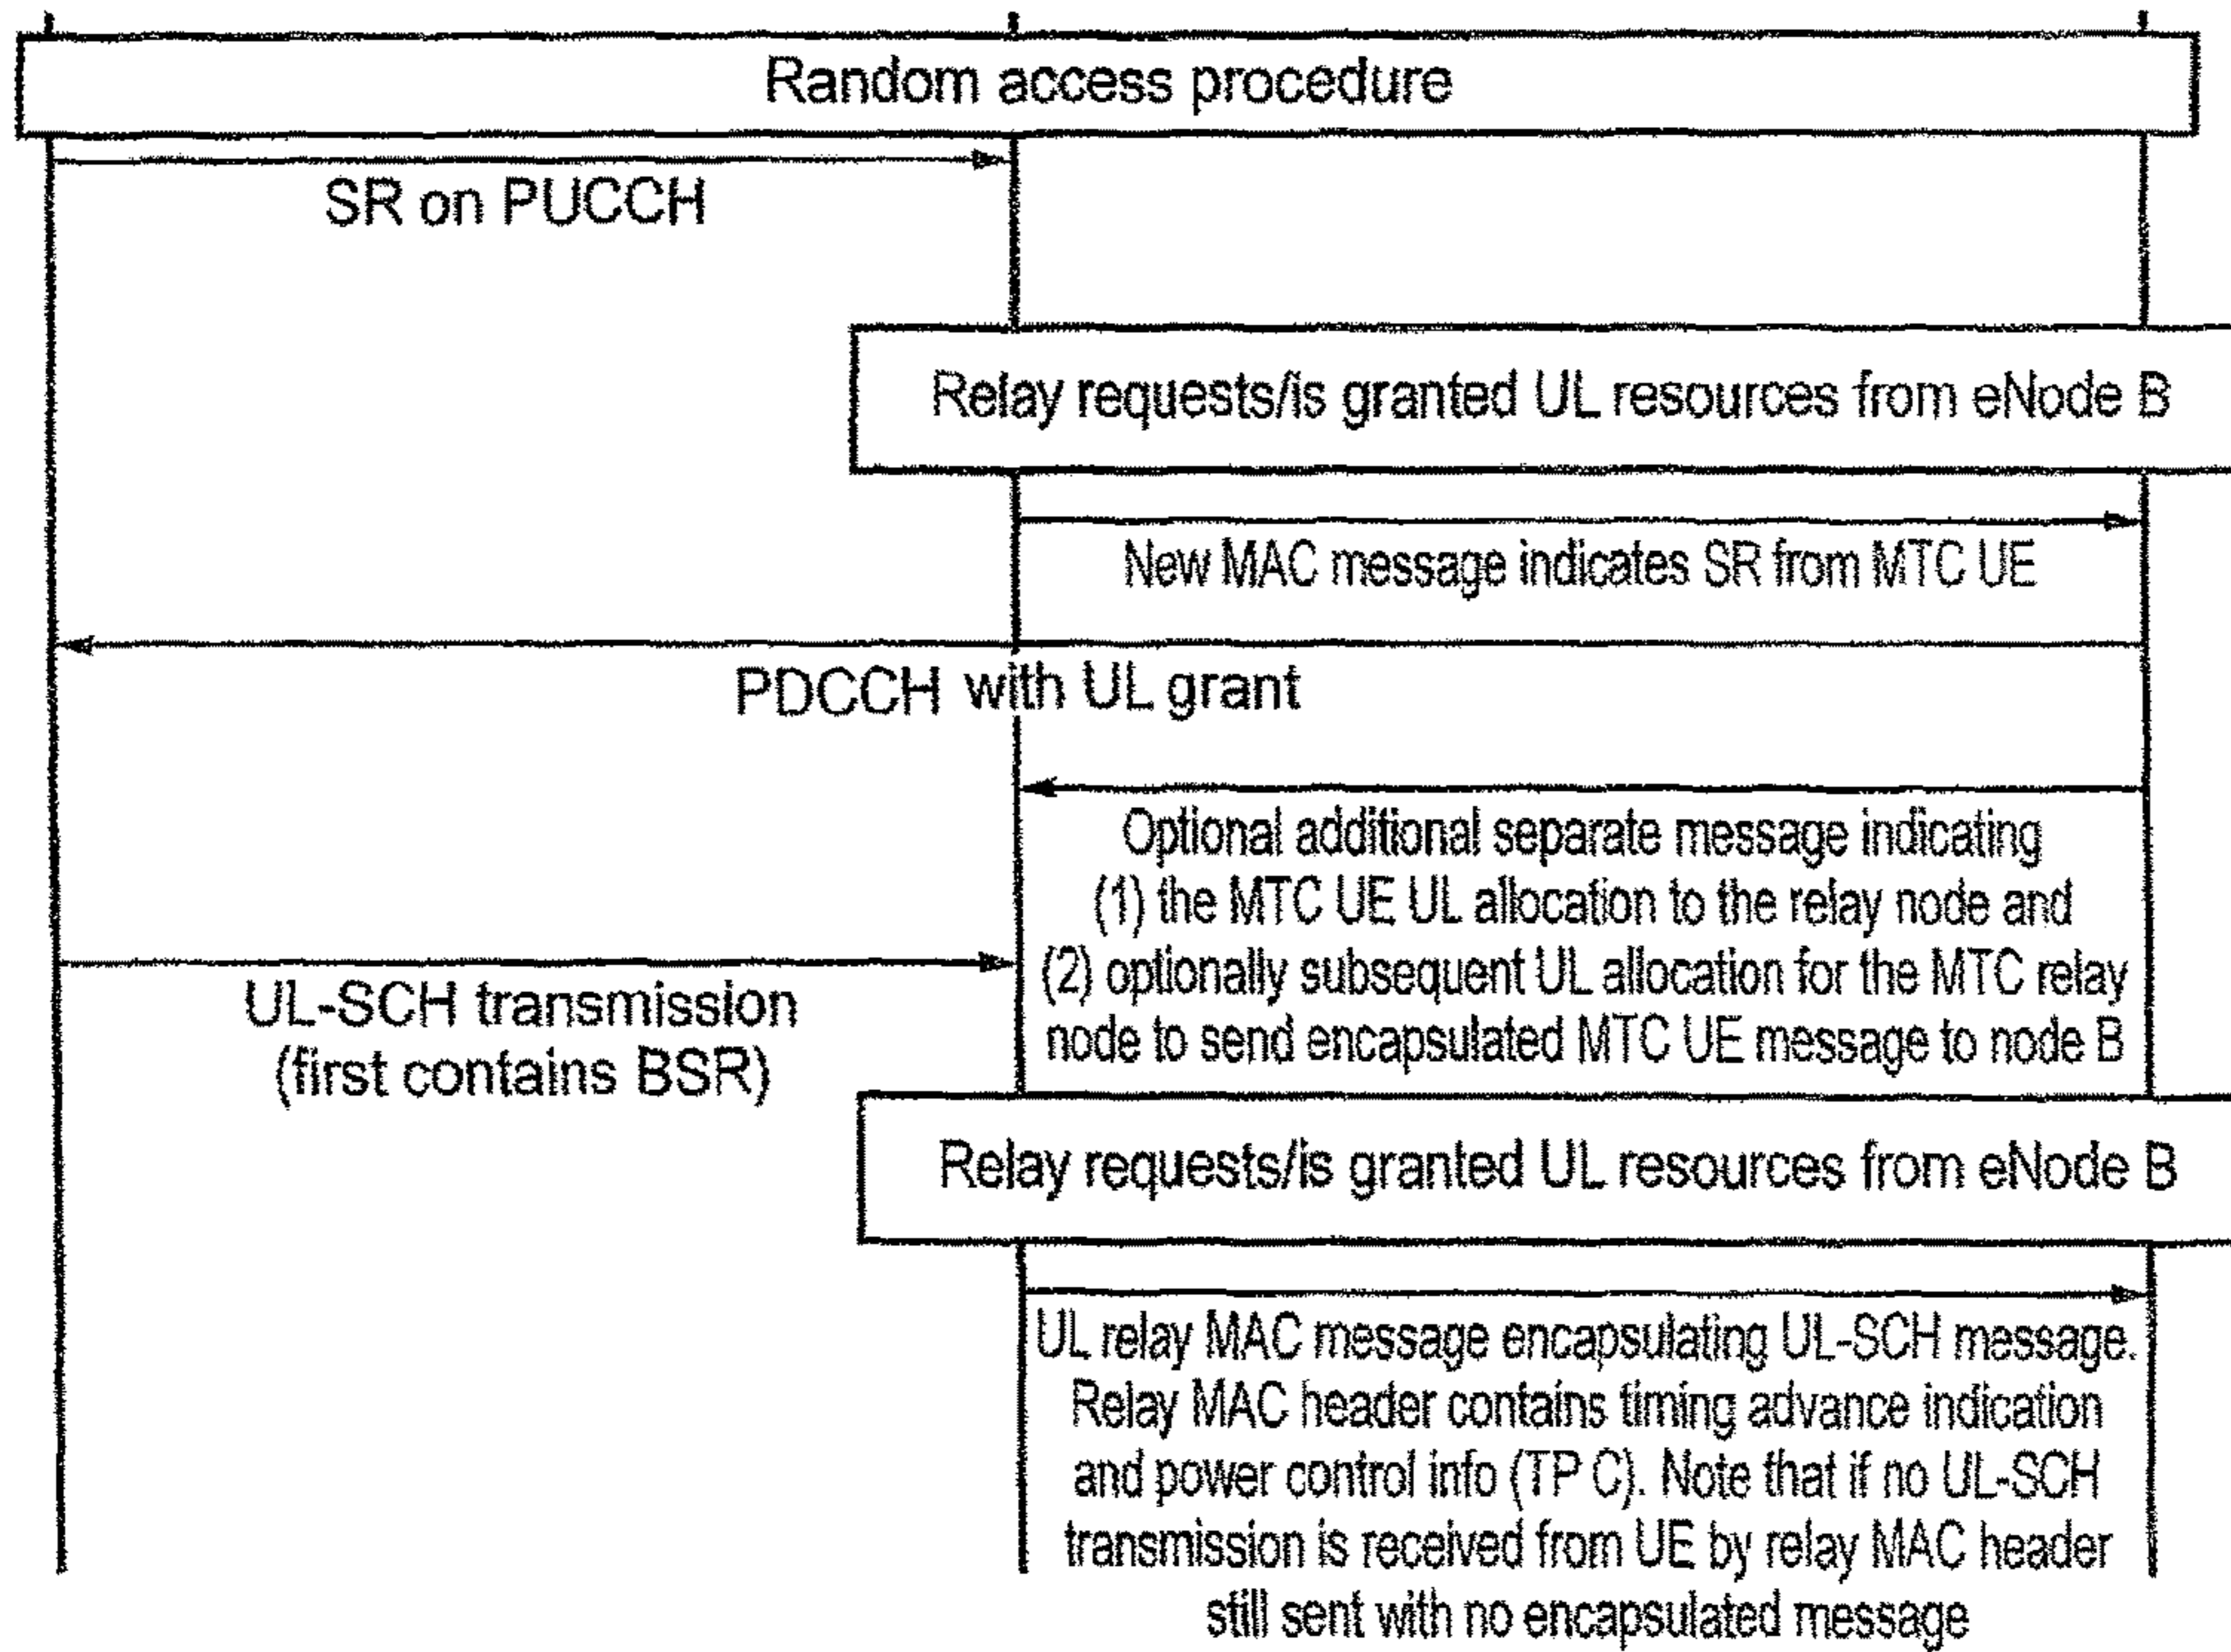 Random access procedure
SR on PUCCH
Relay requests/is granted UL resources from eNode B
New MAC message indicates SR from MTC UE
PDCCH with UL grant
Optional additional separate message indicating
(1) the MTC UE UL allocation to the relay node and
(2) optionally subsequent UL allocation for the MTC relay
node to send encapsulated MTC UE message to node B
UL-SCH transmission
(first contains BSR)
Relay requests/is granted UL resources from eNode B
UL relay MAC message encapsulating UL-SCH message.
Relay MAC header contains timing advance indication
and power control info (TP C). Note that if no UL-SCH
transmission is received from UE by relay MAC header
still sent with no encapsulated message